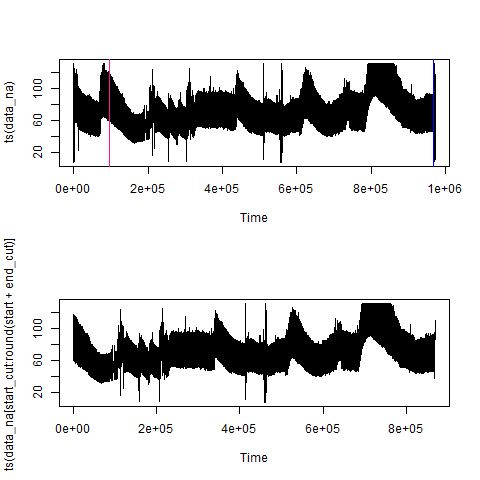 ts(data_na)
20
60
100
0e+00 2e+05 4e+05 6e+05 8e+05 1e+06
Time
ts(data_na[start_cut:round(start + end_cut)]
20
60
100
0e+00 2e+05 4e+05 6e+05 8e+05
Time